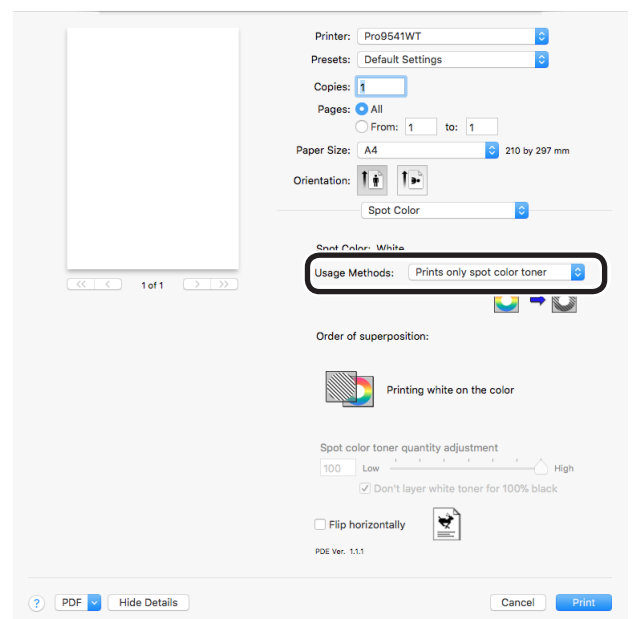 Printer: Pro9541WT
Presets: Default Settings
Copies: 1
Pages: All
From: 1 to: 1
Paper Size: A4 210 by 297 mm
Orientation:
Spot Color
Spot Color: White
Usage Methods: Prints only spot color toner
<< < 1 of 1 > >>
Order of superposition:
Printing white on the color
Spot color toner quantity adjustment
100 Low High
Don't layer white toner for 100% black
Flip horizontally
PDE Ver. 1.1.1
? PDF Hide Details Cancel Print